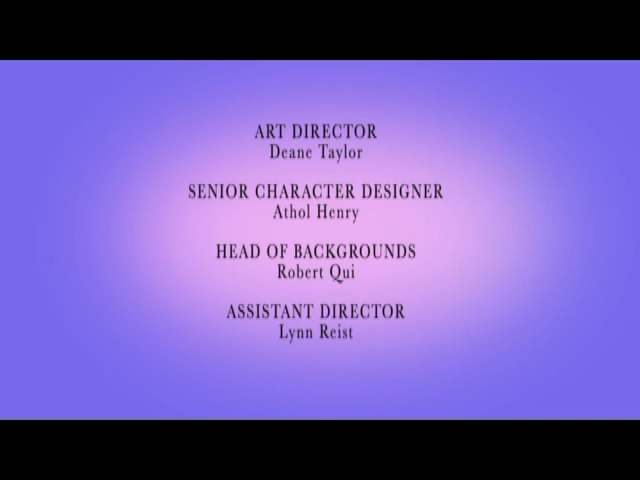 ART DIRECTOR
Deane Taylor
SENIOR CHARACTER DESIGNER
Athol Henry
HEAD OF BACKGROUNDS
Robert Qui
ASSISTANT DIRECTOR
Lynn Reist